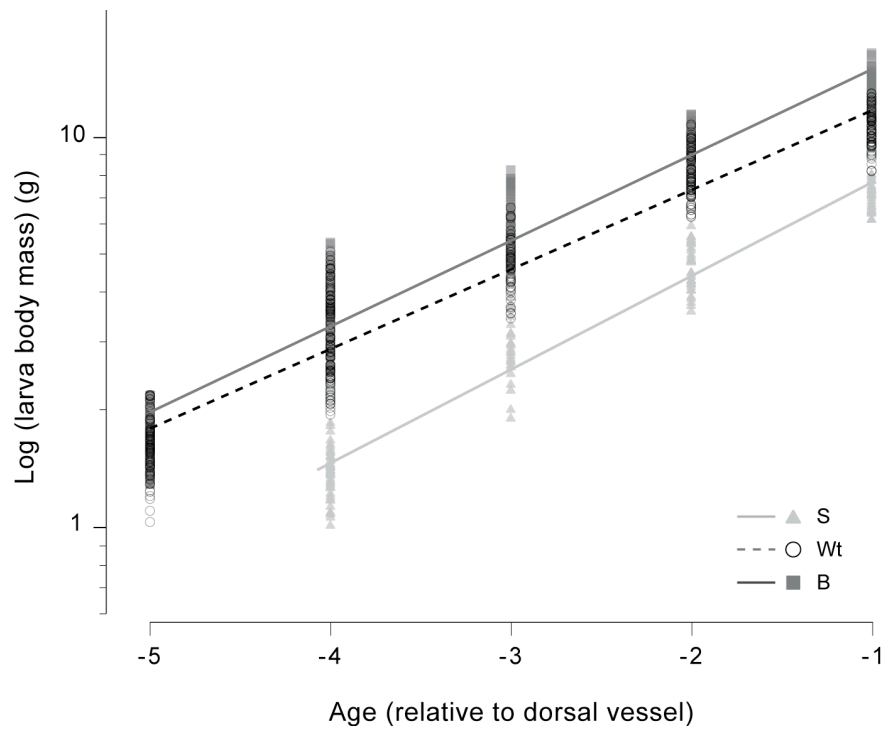 Log (larva body mass) (g)
10
1
S
Wt
B
-5 -4 -3 -2 -1
Age (relative to dorsal vessel)